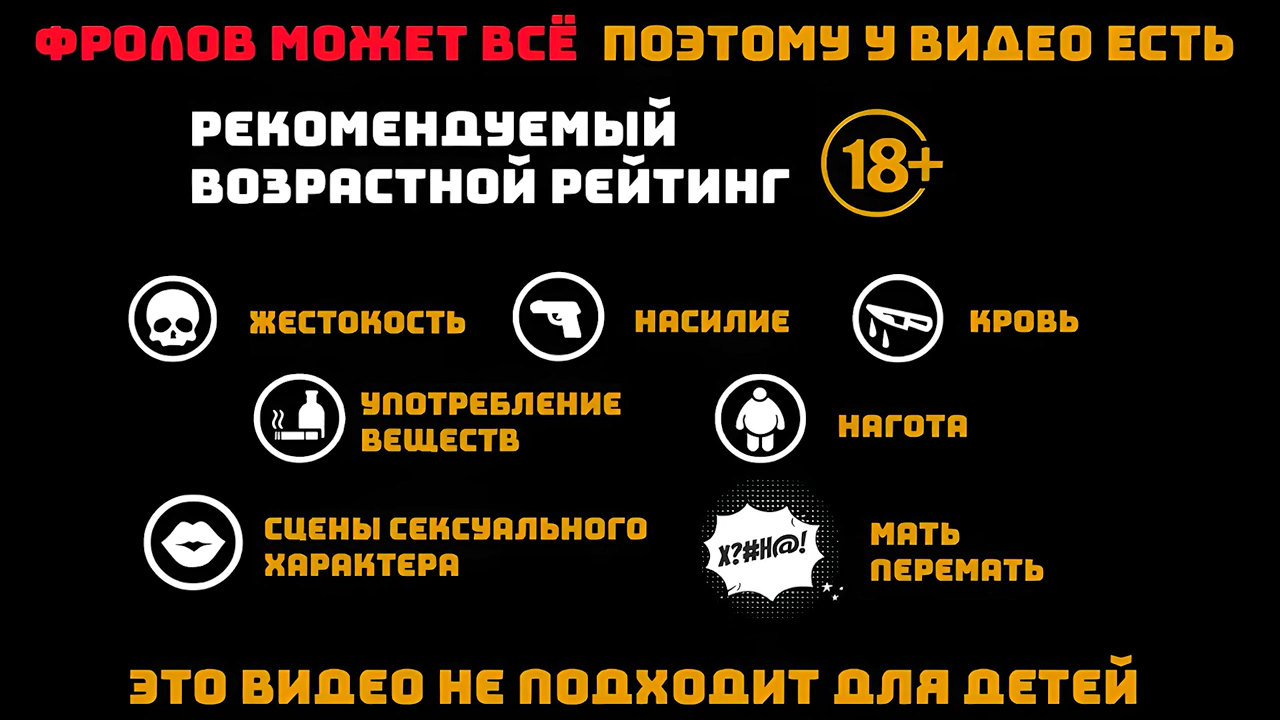 ФРОЛОВ МОЖЕТ ВСЁ ПОЭТОМУ У ВИДЕО ЕСТЬ
РЕКОМЕНДУЕМЫЙ
ВОЗРАСТНОЙ РЕЙТИНГ
18+
ЖЕСТОКОСТЬ
НАСИЛИЕ
КРОВЬ
УПОТРЕБЛЕНИЕ
ВЕЩЕСТВ
НАГОТА
СЦЕНЫ СЕКСУАЛЬНОГО
ХАРАКТЕРА
Х?#Н@!
МАТЬ
ПЕРЕМАТЬ
ЭТО ВИДЕО НЕ ПОДХОДИТ ДЛЯ ДЕТЕЙ